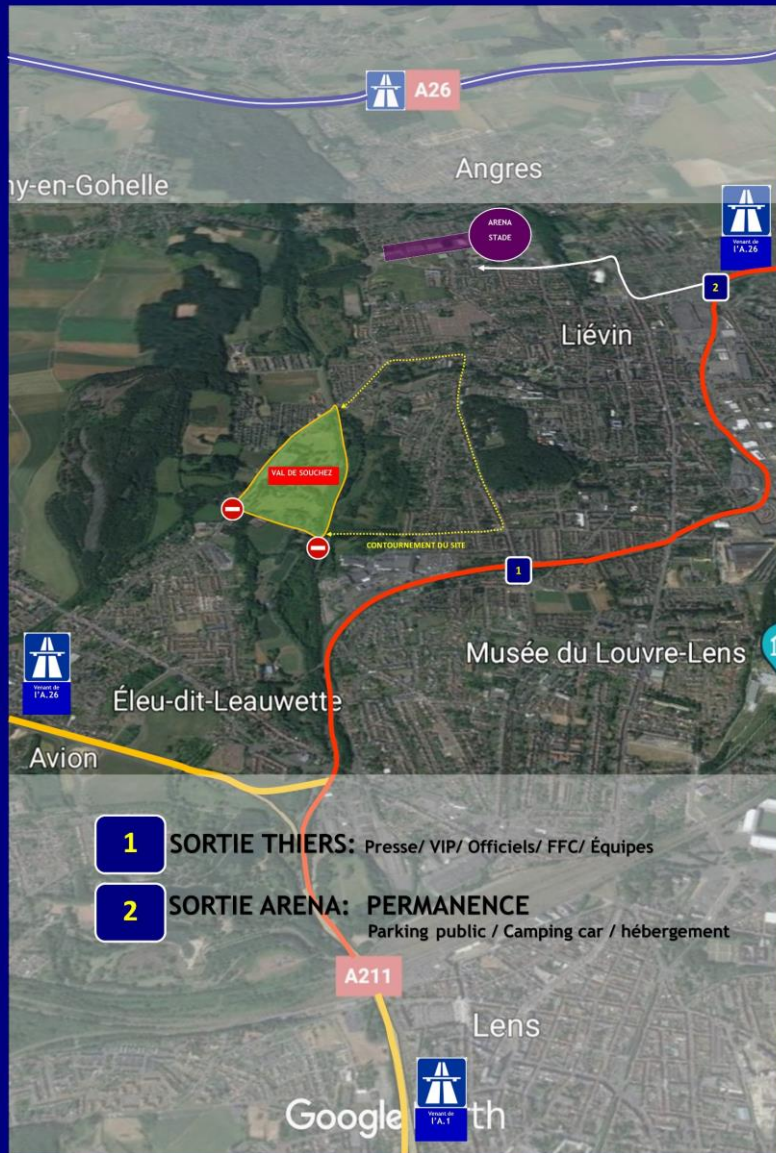 A26
Angres
ny-en-Gohelle
ARENA
STADE
Venant de
l'A.26
2
Liévin
VAL DE SOUCHEZ
CONTOURNEMENT DU SITE
1
Musée du Louvre-Lens
Venant de
l'A.26
Éleu-dit-Leauwette
Avion
1 SORTIE THIERS: Presse/ VIP/ Officiels/ FFC/ Équipes
2 SORTIE ARENA: PERMANENCE
Parking public / Camping car / hébergement
A211
Lens
Venant de
l'A.1
Google th